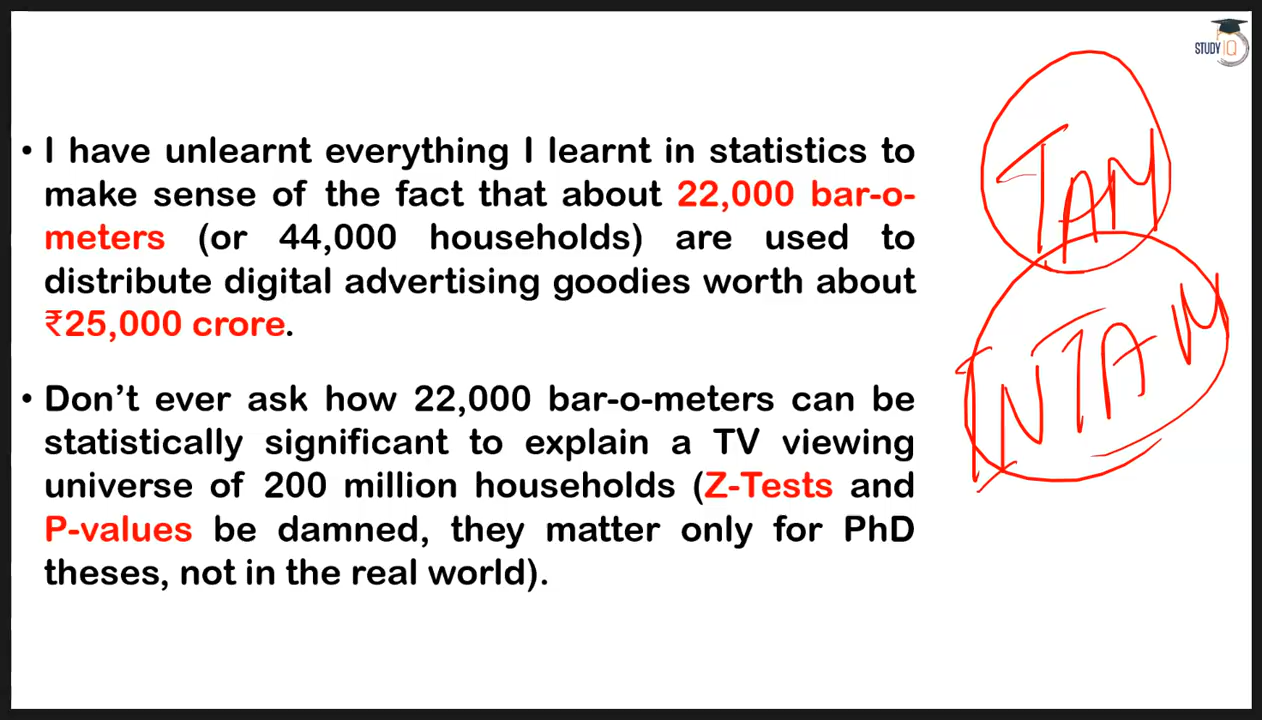 STUDY IQ
• I have unlearnt everything I learnt in statistics to
make sense of the fact that about 22,000 bar-o-
meters (or 44,000 households) are used to
distribute digital advertising goodies worth about
₹25,000 crore.
• Don't ever ask how 22,000 bar-o-meters can be
statistically significant to explain a TV viewing
universe of 200 million households (Z-Tests and
P-values be damned, they matter only for PhD
theses, not in the real world).
TAM
INTAM